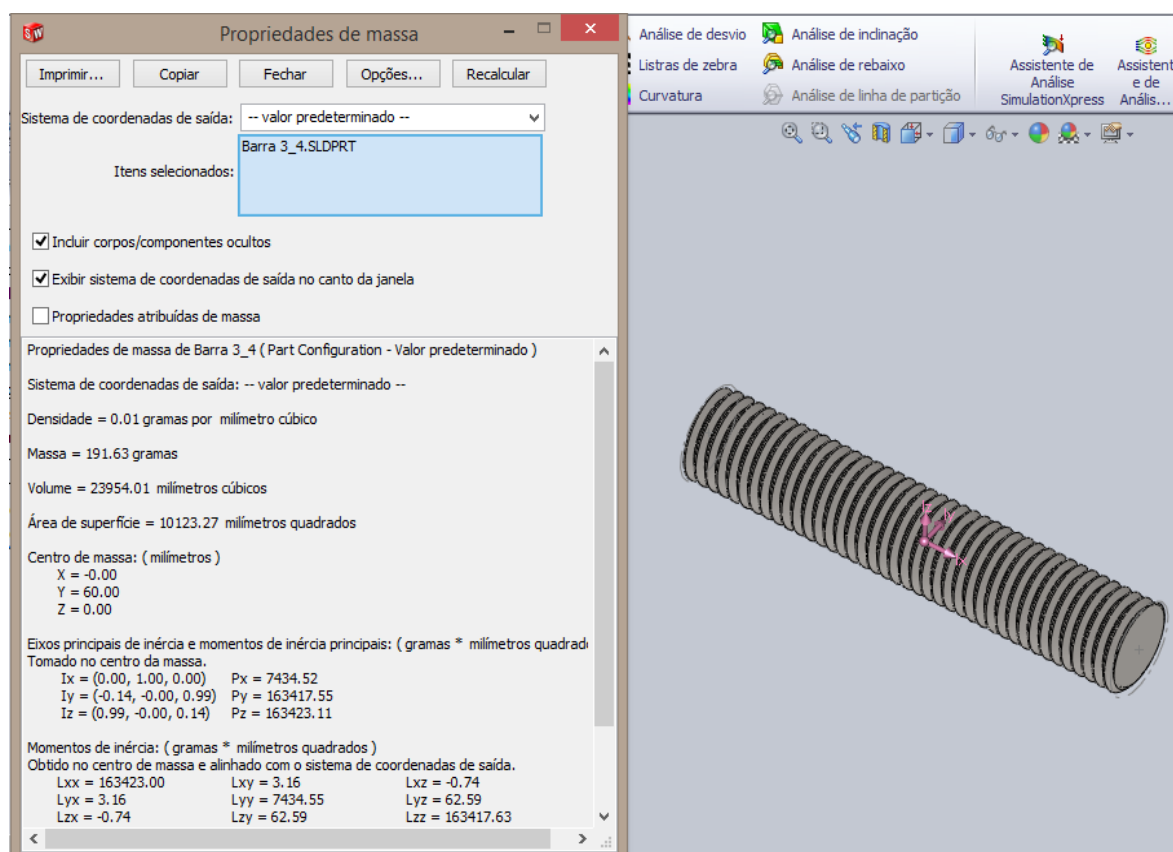 Propriedades de massa
Imprimir... Copiar Fechar Opções... Recalcular
Sistema de coordenadas de saída: -- valor predeterminado --
Barra 3_4.SLDPRT
Itens selecionados:
Incluir corpos/componentes ocultos
Exibir sistema de coordenadas de saída no canto da janela
Propriedades atribuídas de massa
Propriedades de massa de Barra 3_4 ( Part Configuration - Valor predeterminado )
Sistema de coordenadas de saída: -- valor predeterminado --
Densidade = 0.01 gramas por milímetro cúbico
Massa = 191.63 gramas
Volume = 23954.01 milímetros cúbicos
Área de superfície = 10123.27 milímetros quadrados
Centro de massa: ( milímetros )
X = -0.00
Y = 60.00
Z = 0.00
Eixos principais de inércia e momentos de inércia principais: ( gramas * milímetros quadrado
Tomado no centro da massa.
Ix = (0.00, 1.00, 0.00) Px = 7434.52
Iy = (-0.14, -0.00, 0.99) Py = 163417.55
Iz = (0.99, -0.00, 0.14) Pz = 163423.11
Momentos de inércia: ( gramas * milímetros quadrados )
Obtido no centro de massa e alinhado com o sistema de coordenadas de saída.
Lxx = 163423.00 Lxy = 3.16 Lxz = -0.74
Lyx = 3.16 Lyy = 7434.55 Lyz = 62.59
Lzx = -0.74 Lzy = 62.59 Lzz = 163417.63
Análise de desvio Análise de inclinação
Listras de zebra Análise de rebaixo
Curvatura Análise de linha de partição
Assistente de
Análise
SimulationXpress
Assistent
e de
Anális...